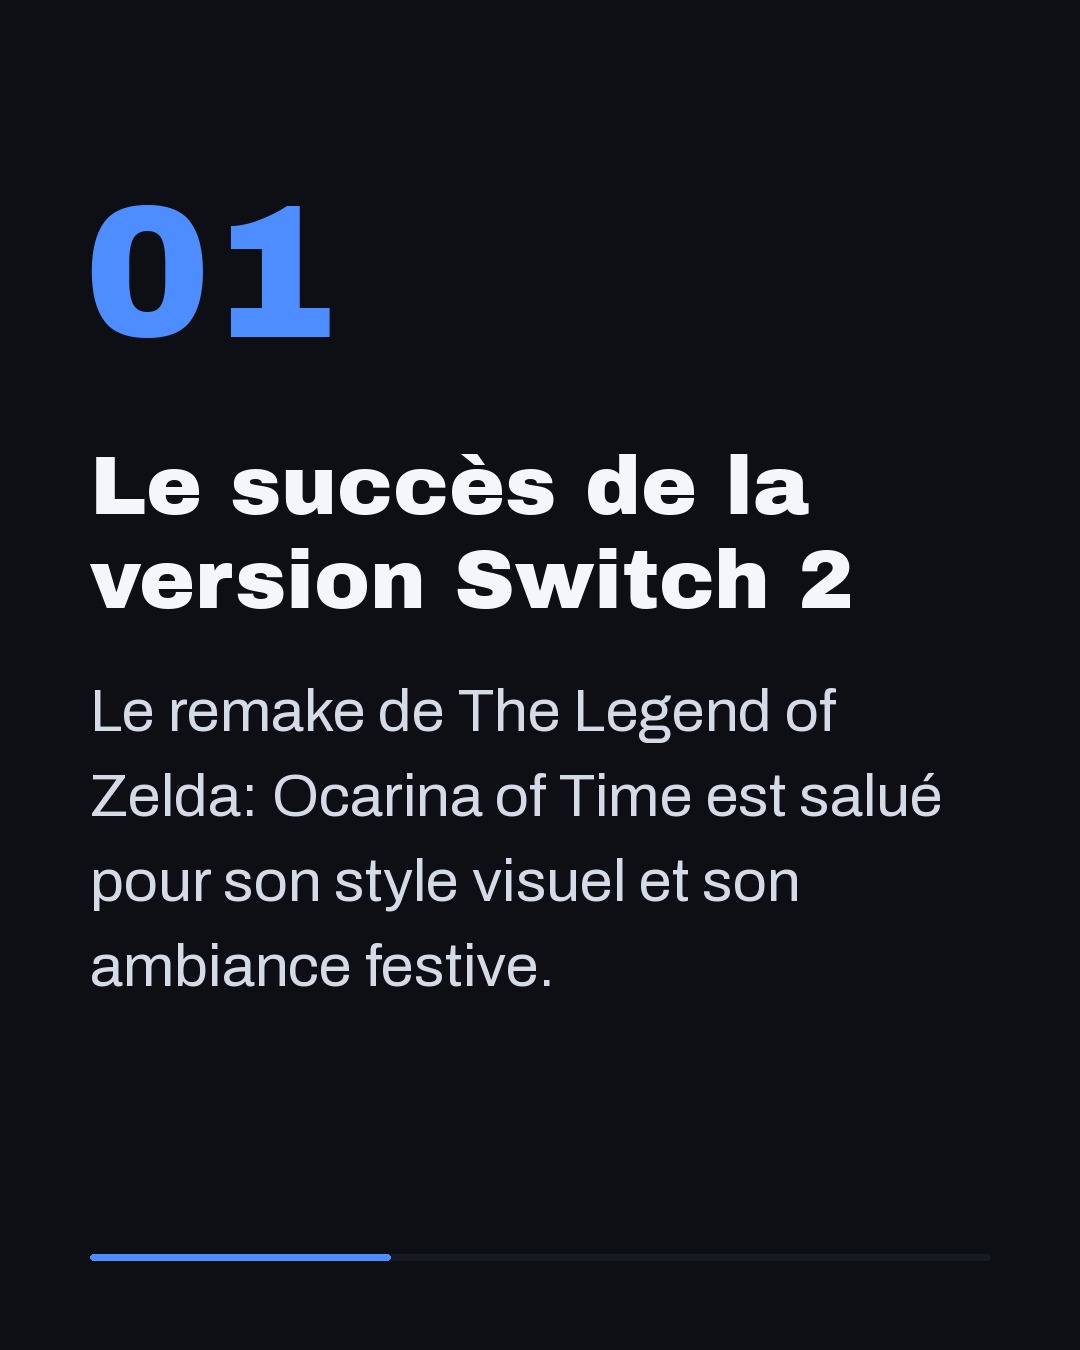 01
Le succès de la
version Switch 2
Le remake de The Legend of
Zelda: Ocarina of Time est salué
pour son style visuel et son
ambiance festive.